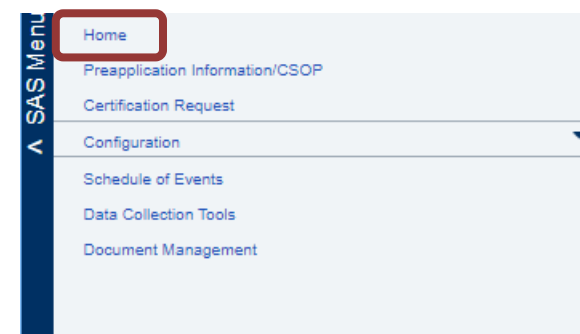 < SAS Menu
Home
Preapplication Information/CSOP
Certification Request
Configuration
Schedule of Events
Data Collection Tools
Document Management